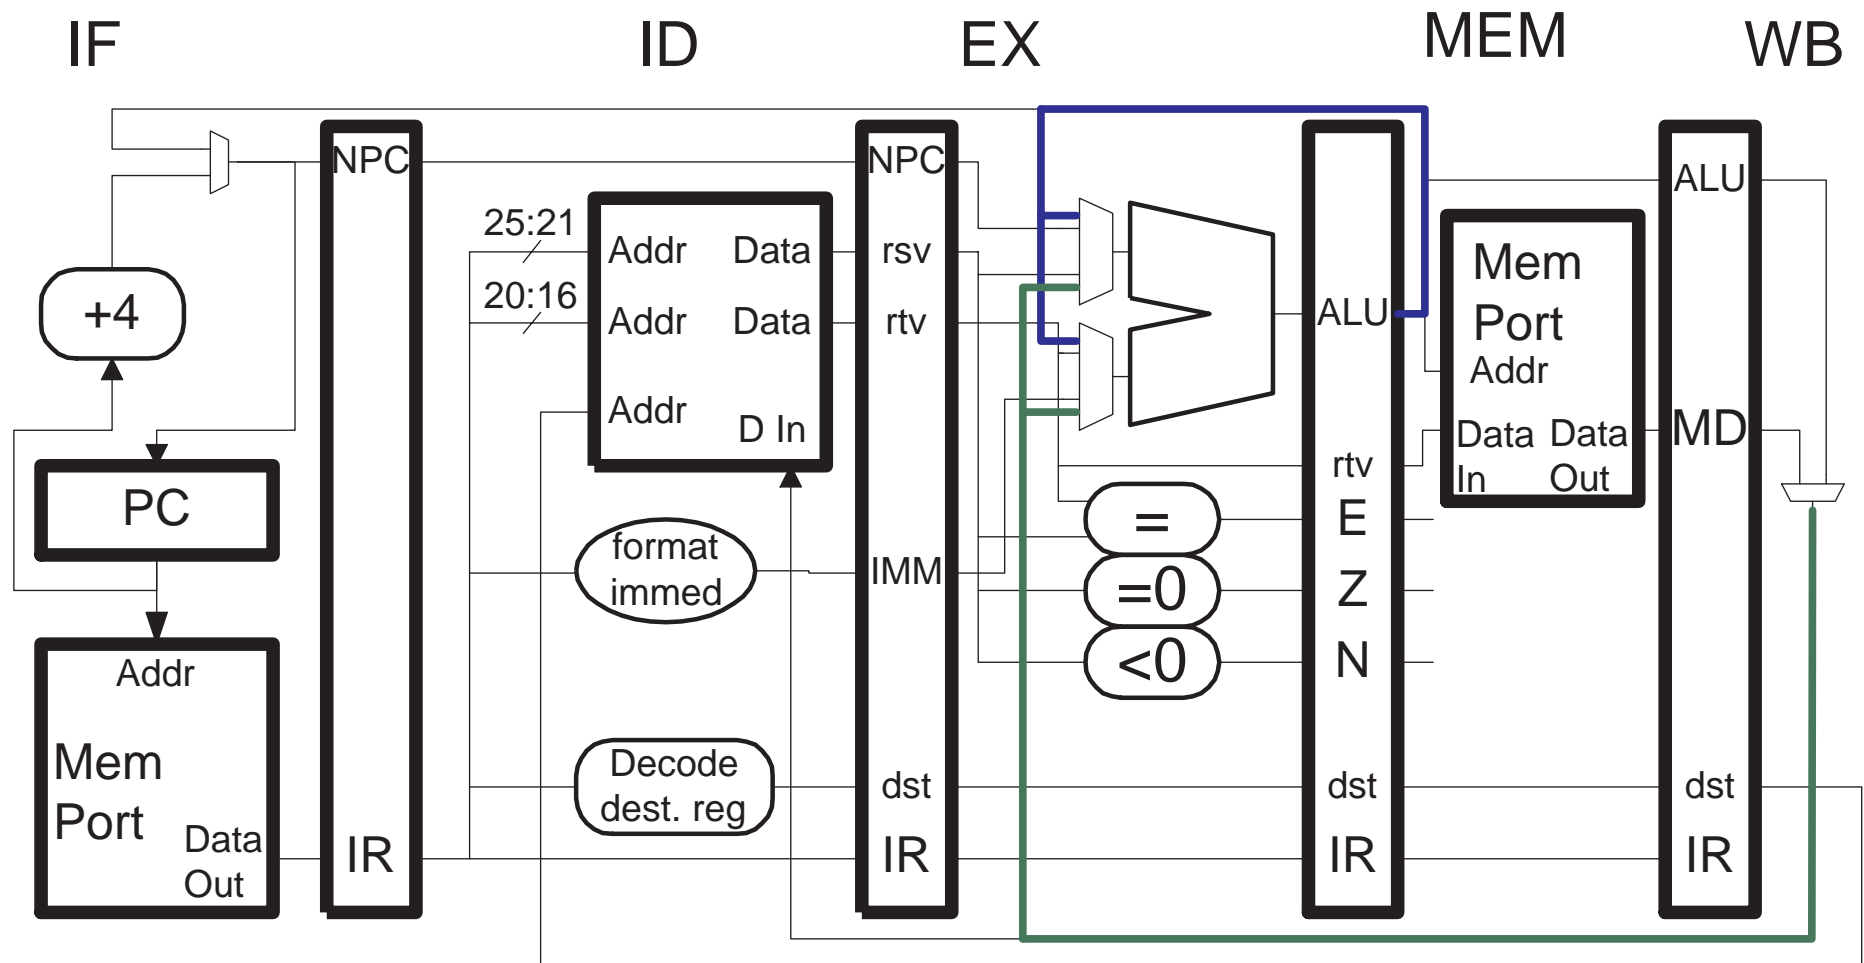 IF
ID
EX
MEM
WB
NPC
NPC
ALU
25:21
Addr
Data
rsv
20:16
Addr
Data
rtv
Addr
D In
+4
PC
Addr
Mem
Port
Data
Out
IR
format
immed
IMM
Decode
dest. reg
dst
IR
ALU
rtv
=
E
=0
Z
<0
N
dst
IR
Mem
Port
Addr
Data
In
Data
Out
MD
dst
IR